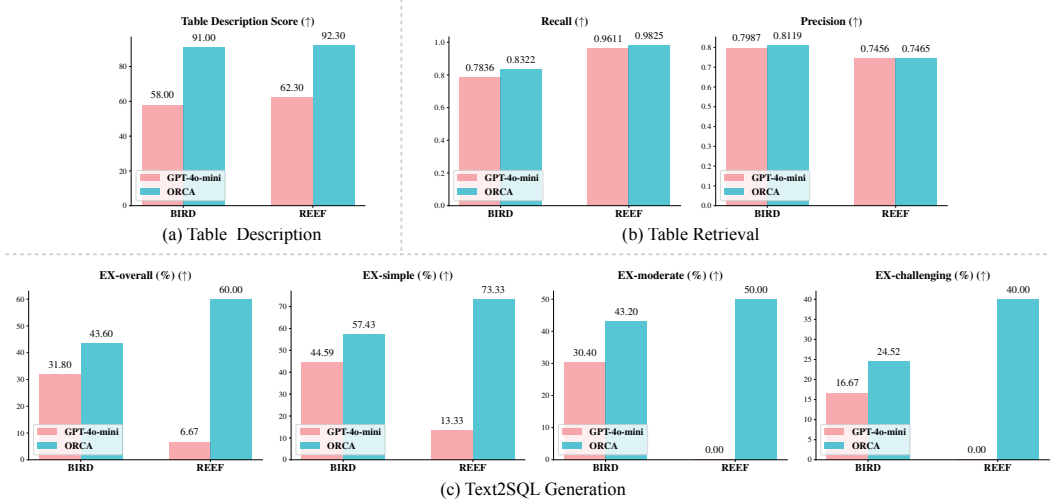 Table Description Score (↑)
91.00
92.30
80
60
40
20
0
58.00
62.30
GPT-4o-mini
ORCA
BIRD
REEF
(a) Table Description
Recall (↑)
1.0
0.8
0.6
0.4
0.2
0.0
0.7836
0.8322
0.9611
0.9825
GPT-4o-mini
ORCA
BIRD
REEF
Precision (↑)
0.8
0.7
0.6
0.5
0.4
0.3
0.2
0.1
0.0
0.7987
0.8119
0.7456
0.7465
GPT-4o-mini
ORCA
BIRD
REEF
(b) Table Retrieval
EX-overall (%) (↑)
60
50
40
30
20
10
0
31.80
43.60
6.67
60.00
GPT-4o-mini
ORCA
BIRD
REEF
EX-simple (%) (↑)
70
60
50
40
30
20
10
0
44.59
57.43
13.33
73.33
GPT-4o-mini
ORCA
BIRD
REEF
EX-moderate (%) (↑)
50
40
30
20
10
0
30.40
43.20
0.00
50.00
GPT-4o-mini
ORCA
BIRD
REEF
EX-challenging (%) (↑)
40
35
30
25
20
15
10
5
0
16.67
24.52
0.00
40.00
GPT-4o-mini
ORCA
BIRD
REEF
(c) Text2SQL Generation